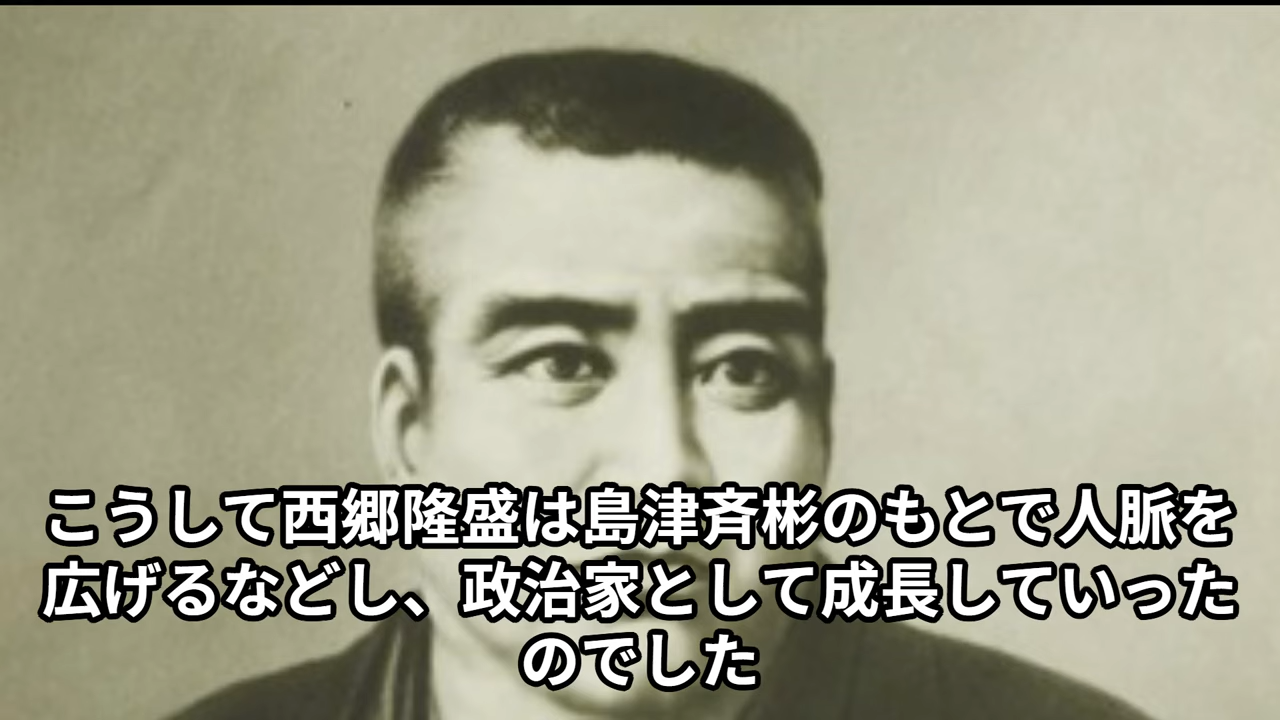 こうして西郷隆盛は島津斉彬のもとで人脈を
広げるなどし、政治家として成長していった
のでした